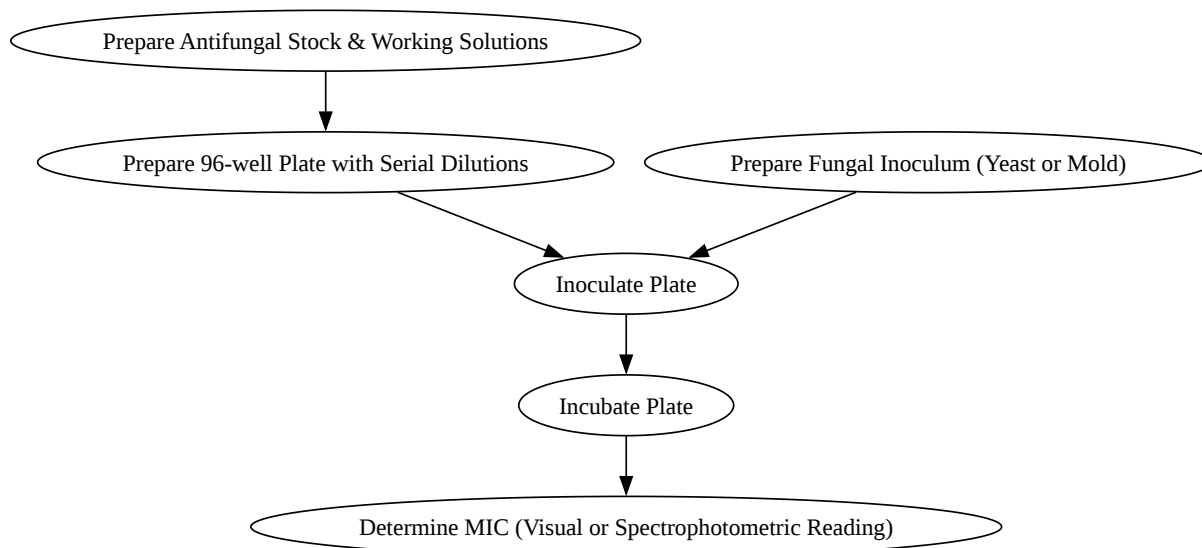 Prepare Antifungal Stock & Working Solutions
Prepare 96-well Plate with Serial Dilutions
Prepare Fungal Inoculum (Yeast or Mold)
Inoculate Plate
Incubate Plate
Determine MIC (Visual or Spectrophotometric Reading)